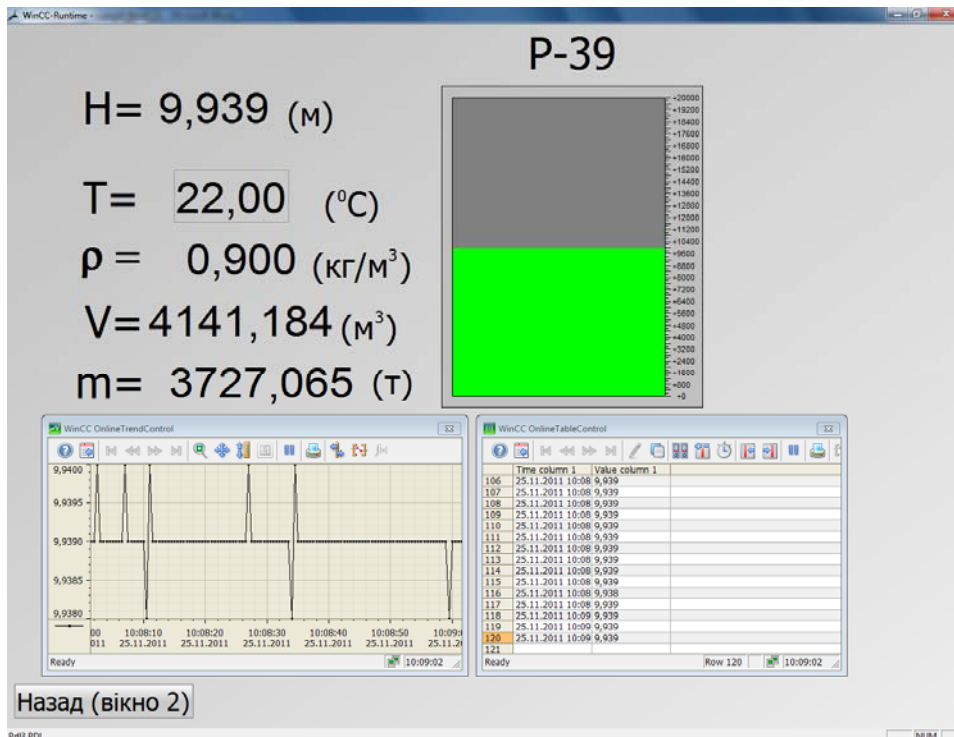 WinCC-Runtime -
P-39
H= 9,939 (м)
T= 22,00 (⁰C)
ρ = 0,900 (кг/м³)
V= 4141,184 (м³)
m= 3727,065 (т)
+20000
+19200
+18400
+17600
+16800
+16000
+15200
+14400
+13600
+12800
+12000
+11200
+10400
+9600
+8800
+8000
+7200
+6400
+5600
+4800
+4000
+3200
+2400
+1600
+800
+0
WinCC OnlineTrendControl
9,9400
9,9395
9,9390
9,9385
9,9380
00 10:08:10 10:08:20 10:08:30 10:08:40 10:08:50 10:09:
011 25.11.2011 25.11.2011 25.11.2011 25.11.2011 25.11.2011 25.11.2
Ready 10:09:02
WinCC OnlineTableControl
Time column 1 Value column 1
106 25.11.2011 10:08 9,939
107 25.11.2011 10:08 9,939
108 25.11.2011 10:08 9,939
109 25.11.2011 10:08 9,939
110 25.11.2011 10:08 9,939
111 25.11.2011 10:08 9,939
112 25.11.2011 10:08 9,939
113 25.11.2011 10:08 9,939
114 25.11.2011 10:08 9,939
115 25.11.2011 10:08 9,939
116 25.11.2011 10:08 9,938
117 25.11.2011 10:08 9,939
118 25.11.2011 10:09 9,939
119 25.11.2011 10:09 9,939
120 25.11.2011 10:09 9,939
121
Ready Row 120 10:09:02
Назад (вікно 2)
NUM